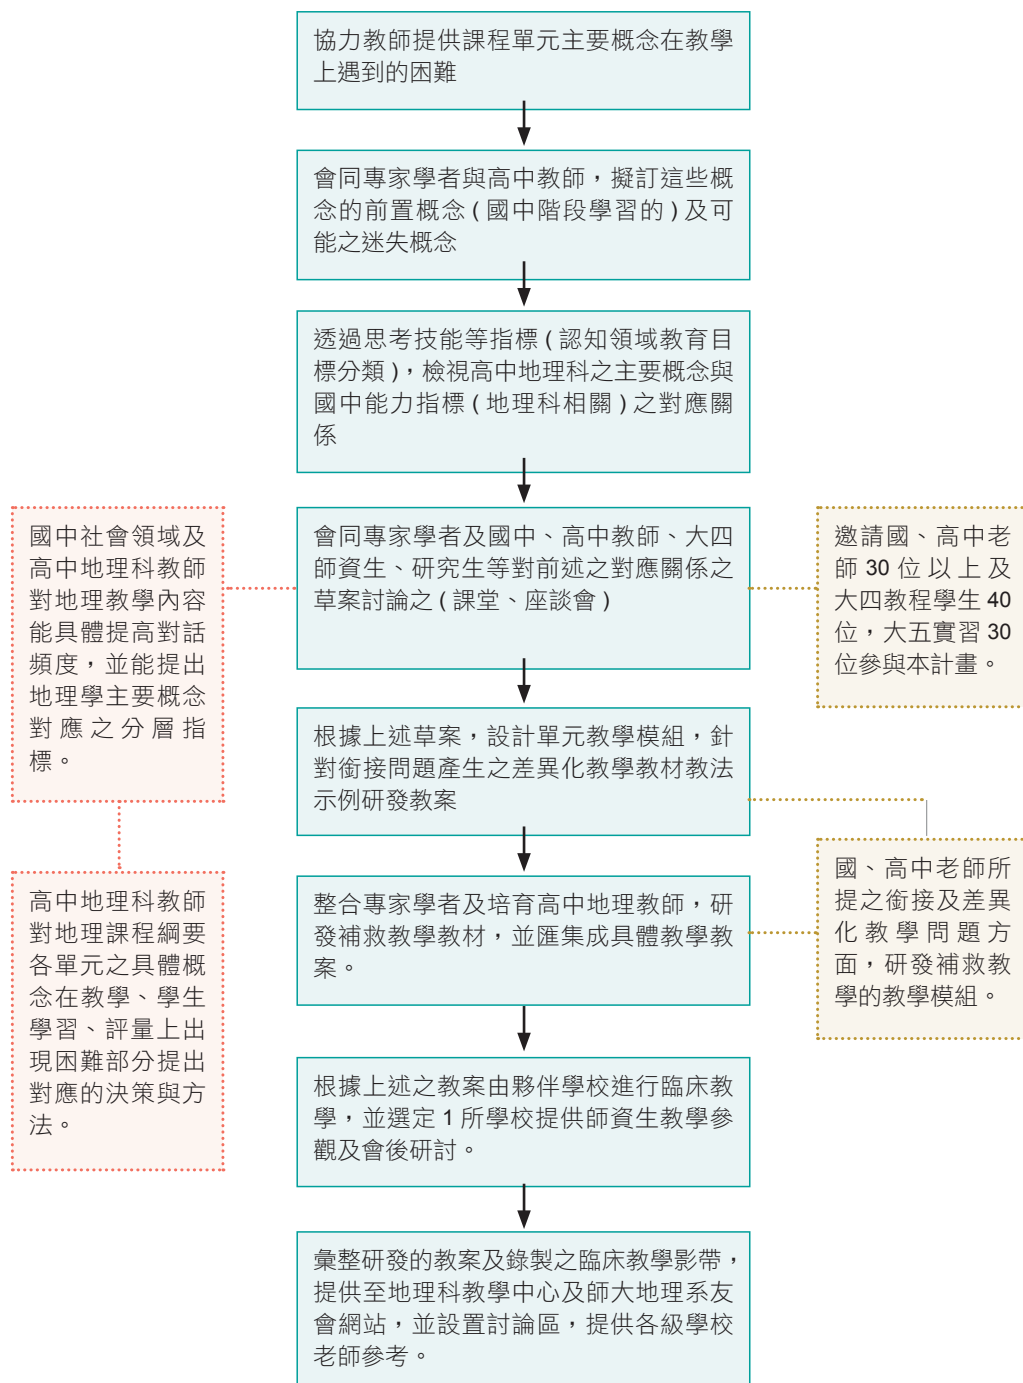 協力教師提供課程單元主要概念在教學
上遇到的困難
會同專家學者與高中教師，擬訂這些概
念的前置概念 ( 國中階段學習的 ) 及可
能之迷失概念
透過思考技能等指標 ( 認知領域教育目
標分類 )，檢視高中地理科之主要概念與
國中能力指標 ( 地理科相關 ) 之對應關
係
國中社會領域及
高中地理科教師
對地理教學內容
能具體提高對話
頻度，並能提出
地理學主要概念
對應之分層指
標。
會同專家學者及國中、高中教師、大四
師資生、研究生等對前述之對應關係之
草案討論之 ( 課堂、座談會 )
邀請國、高中老
師 30 位以上及
大四教程學生 40
位，大五實習 30
位參與本計畫。
根據上述草案，設計單元教學模組，針
對銜接問題產生之差異化教學教材教法
示例研發教案
高中地理科教師
對地理課程綱要
各單元之具體概
念在教學、學生
學習、評量上出
現困難部分提出
對應的決策與方
法。
整合專家學者及培育高中地理教師，研
發補救教學教材，並匯集成具體教學教
案。
國、高中老師所
提之銜接及差異
化教學問題方
面，研發補救教
學的教學模組。
根據上述之教案由夥伴學校進行臨床教
學，並選定 1 所學校提供師資生教學參
觀及會後研討。
彙整研發的教案及錄製之臨床教學影帶，
提供至地理科教學中心及師大地理系友
會網站，並設置討論區，提供各級學校
老師參考。